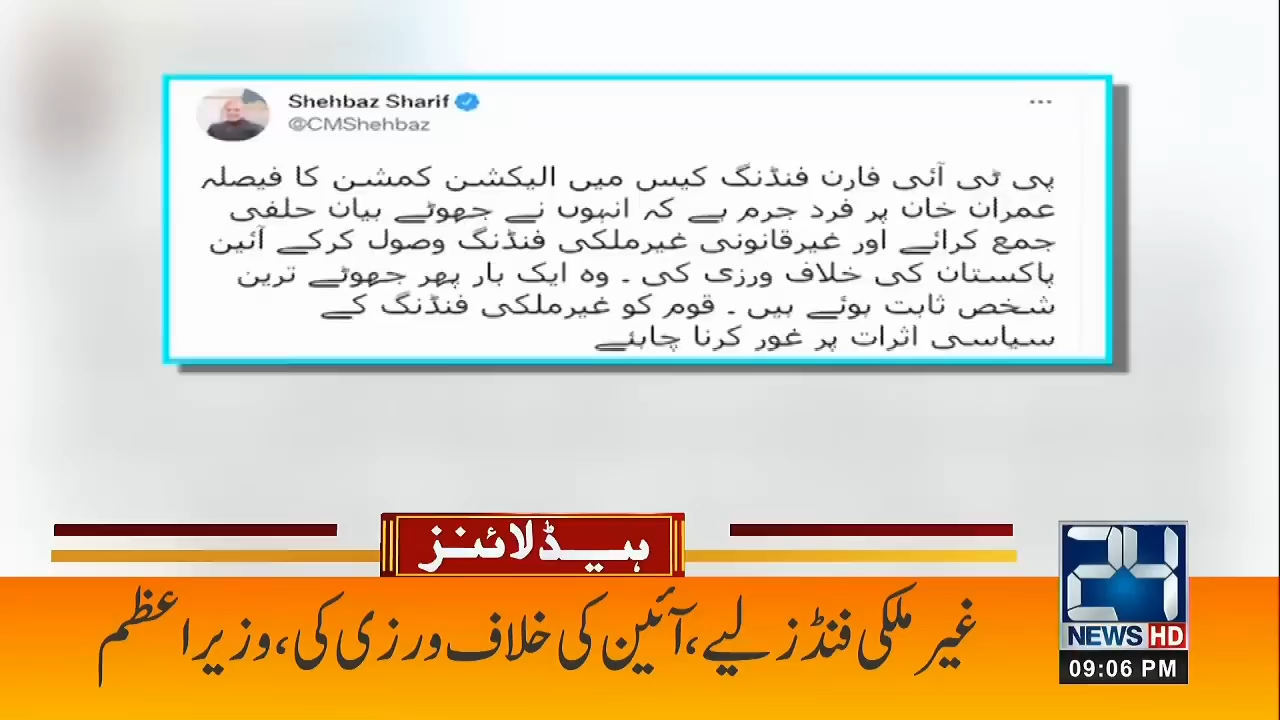 Shehbaz Sharif
@CMShehbaz
پی ٹی آئی فارن فنڈنگ کیس میں الیکشن کمشن کا فیصلہ
عمران خان پر فرد جرم ہے کہ انہوں نے جھوٹے بیان حلفی
جمع کرائے اور غیرقانونی غیرملکی فنڈنگ وصول کرکے آئین
پاکستان کی خلاف ورزی کی ۔ وہ ایک بار پھر جھوٹے ترین
شخص ثابت ہوئے ہیں ۔ قوم کو غیرملکی فنڈنگ کے
سیاسی اثرات پر غور کرنا چاہئے
ہیڈلائنز
غیر ملکی فنڈز لیے، آئین کی خلاف ورزی کی، وزیراعظم
24
NEWS HD
09:06 PM